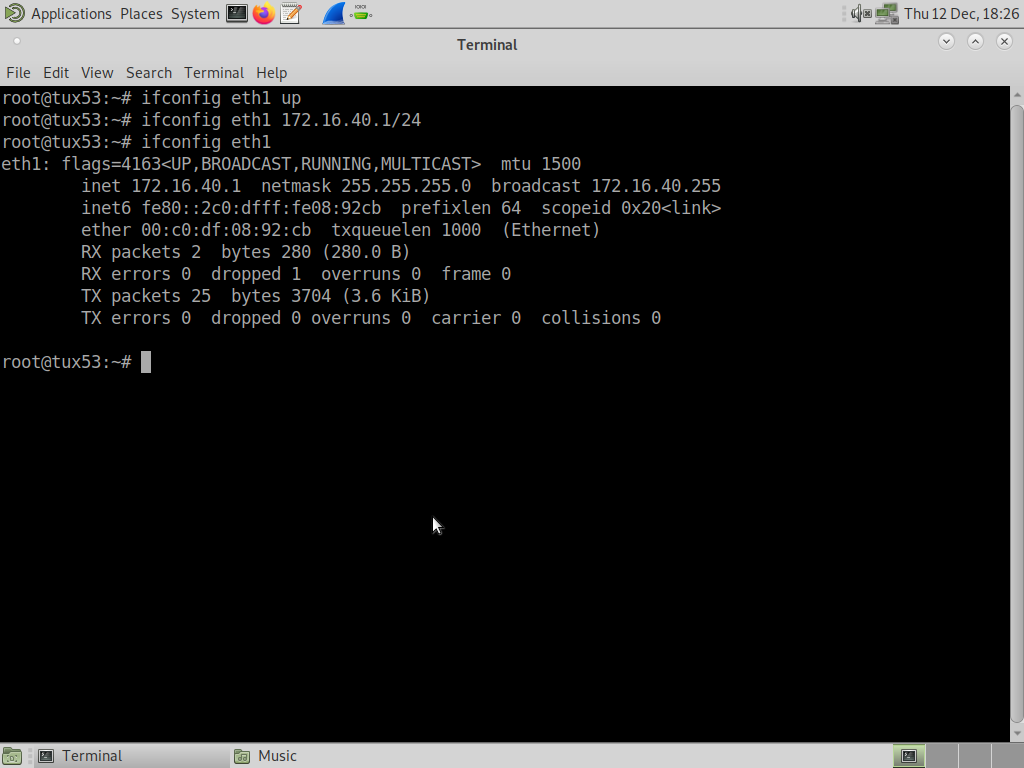 Applications Places System Thu 12 Dec, 18:26
Terminal
File Edit View Search Terminal Help
root@tux53:~# ifconfig eth1 up
root@tux53:~# ifconfig eth1 172.16.40.1/24
root@tux53:~# ifconfig eth1
eth1: flags=4163<UP,BROADCAST,RUNNING,MULTICAST>  mtu 1500
        inet 172.16.40.1  netmask 255.255.255.0  broadcast 172.16.40.255
        inet6 fe80::2c0:dfff:fe08:92cb  prefixlen 64  scopeid 0x20<link>
        ether 00:c0:df:08:92:cb  txqueuelen 1000  (Ethernet)
        RX packets 2  bytes 280 (280.0 B)
        RX errors 0  dropped 1  overruns 0  frame 0
        TX packets 25  bytes 3704 (3.6 KiB)
        TX errors 0  dropped 0 overruns 0  carrier 0  collisions 0
root@tux53:~#
Terminal Music